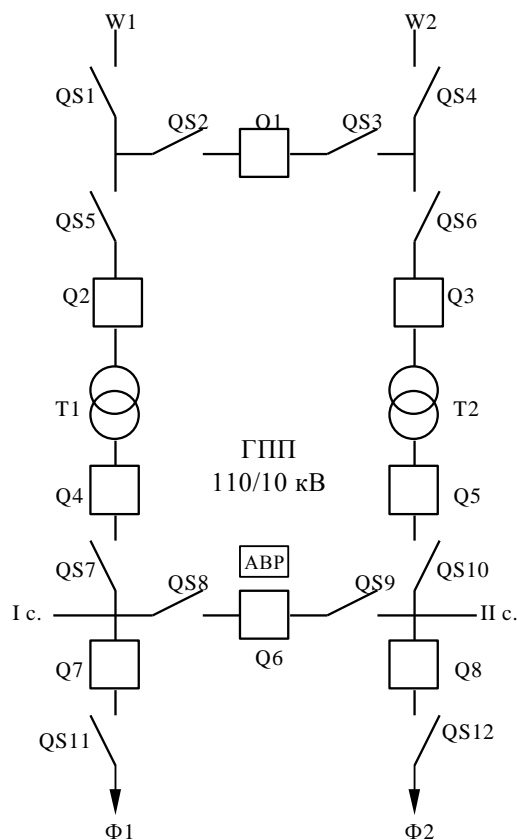 W1 W2
QS1 QS4
QS2 Q1 QS3
QS5 QS6
Q2 Q3
T1 T2
ГПП
110/10 кВ
Q4 Q5
АВР
QS7 QS8 QS9 QS10
I с. II с.
Q7 Q6 Q8
QS11 QS12
Ф1 Ф2